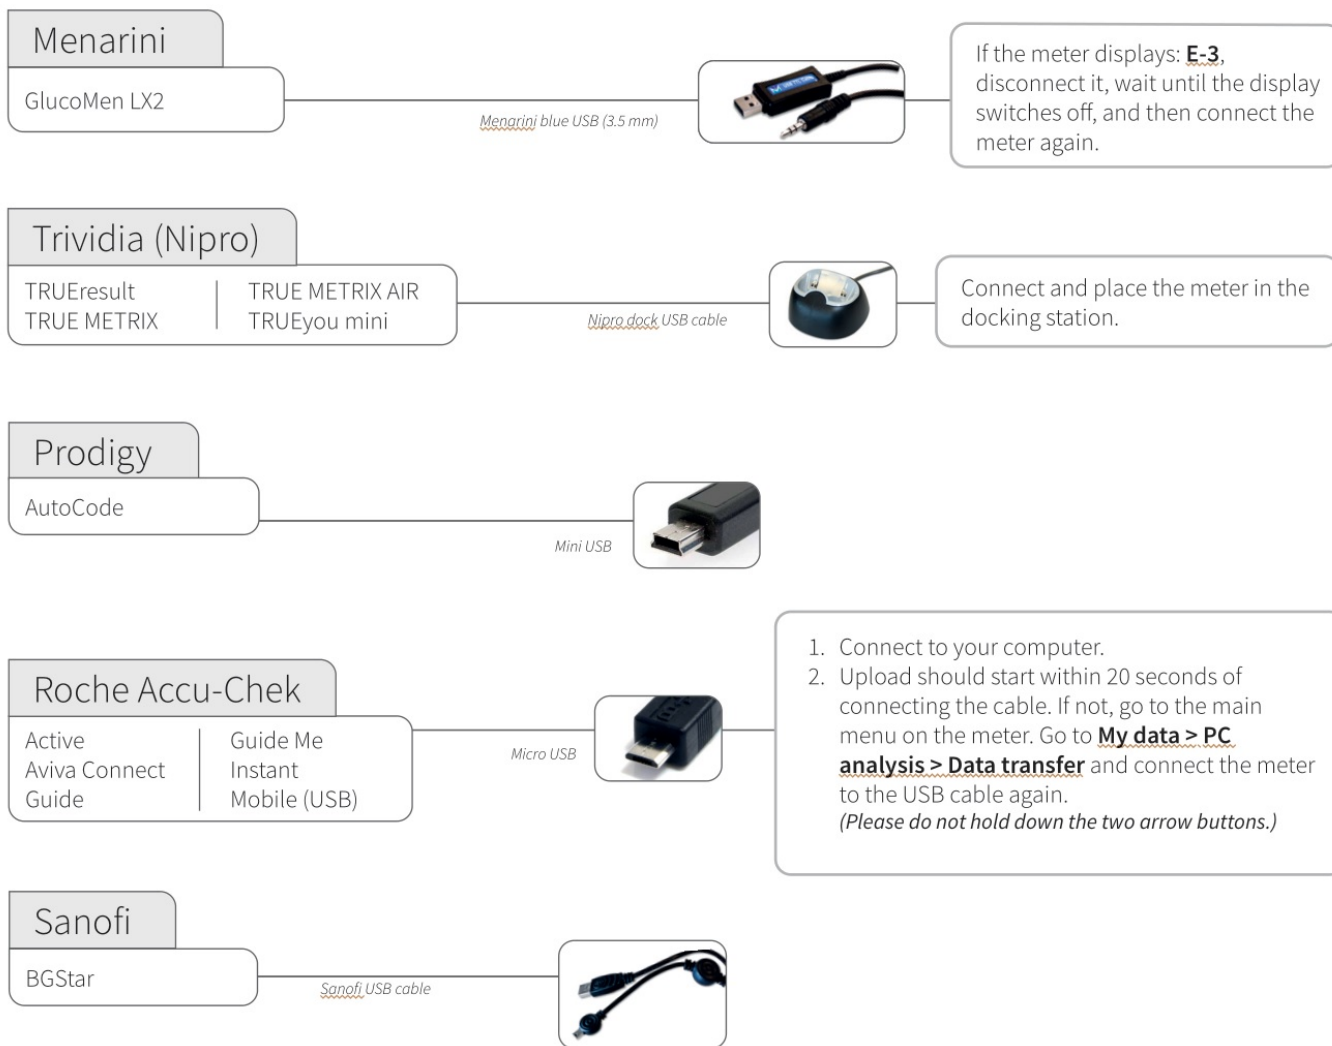 Menarini
GlucoMen LX2
Menarini blue USB (3.5 mm)
If the meter displays: E-3,
disconnect it, wait until the display
switches off, and then connect the
meter again.
Trividia (Nipro)
TRUEresult
TRUE METRIX
TRUE METRIX AIR
TRUEyou mini
Nipro dock USB cable
Connect and place the meter in the
docking station.
Prodigy
AutoCode
Mini USB
Roche Accu-Chek
Active
Aviva Connect
Guide
Guide Me
Instant
Mobile (USB)
Micro USB
1. Connect to your computer.
2. Upload should start within 20 seconds of
connecting the cable. If not, go to the main
menu on the meter. Go to My data > PC
analysis > Data transfer and connect the meter
to the USB cable again.
(Please do not hold down the two arrow buttons.)
Sanofi
BGStar
Sanofi USB cable